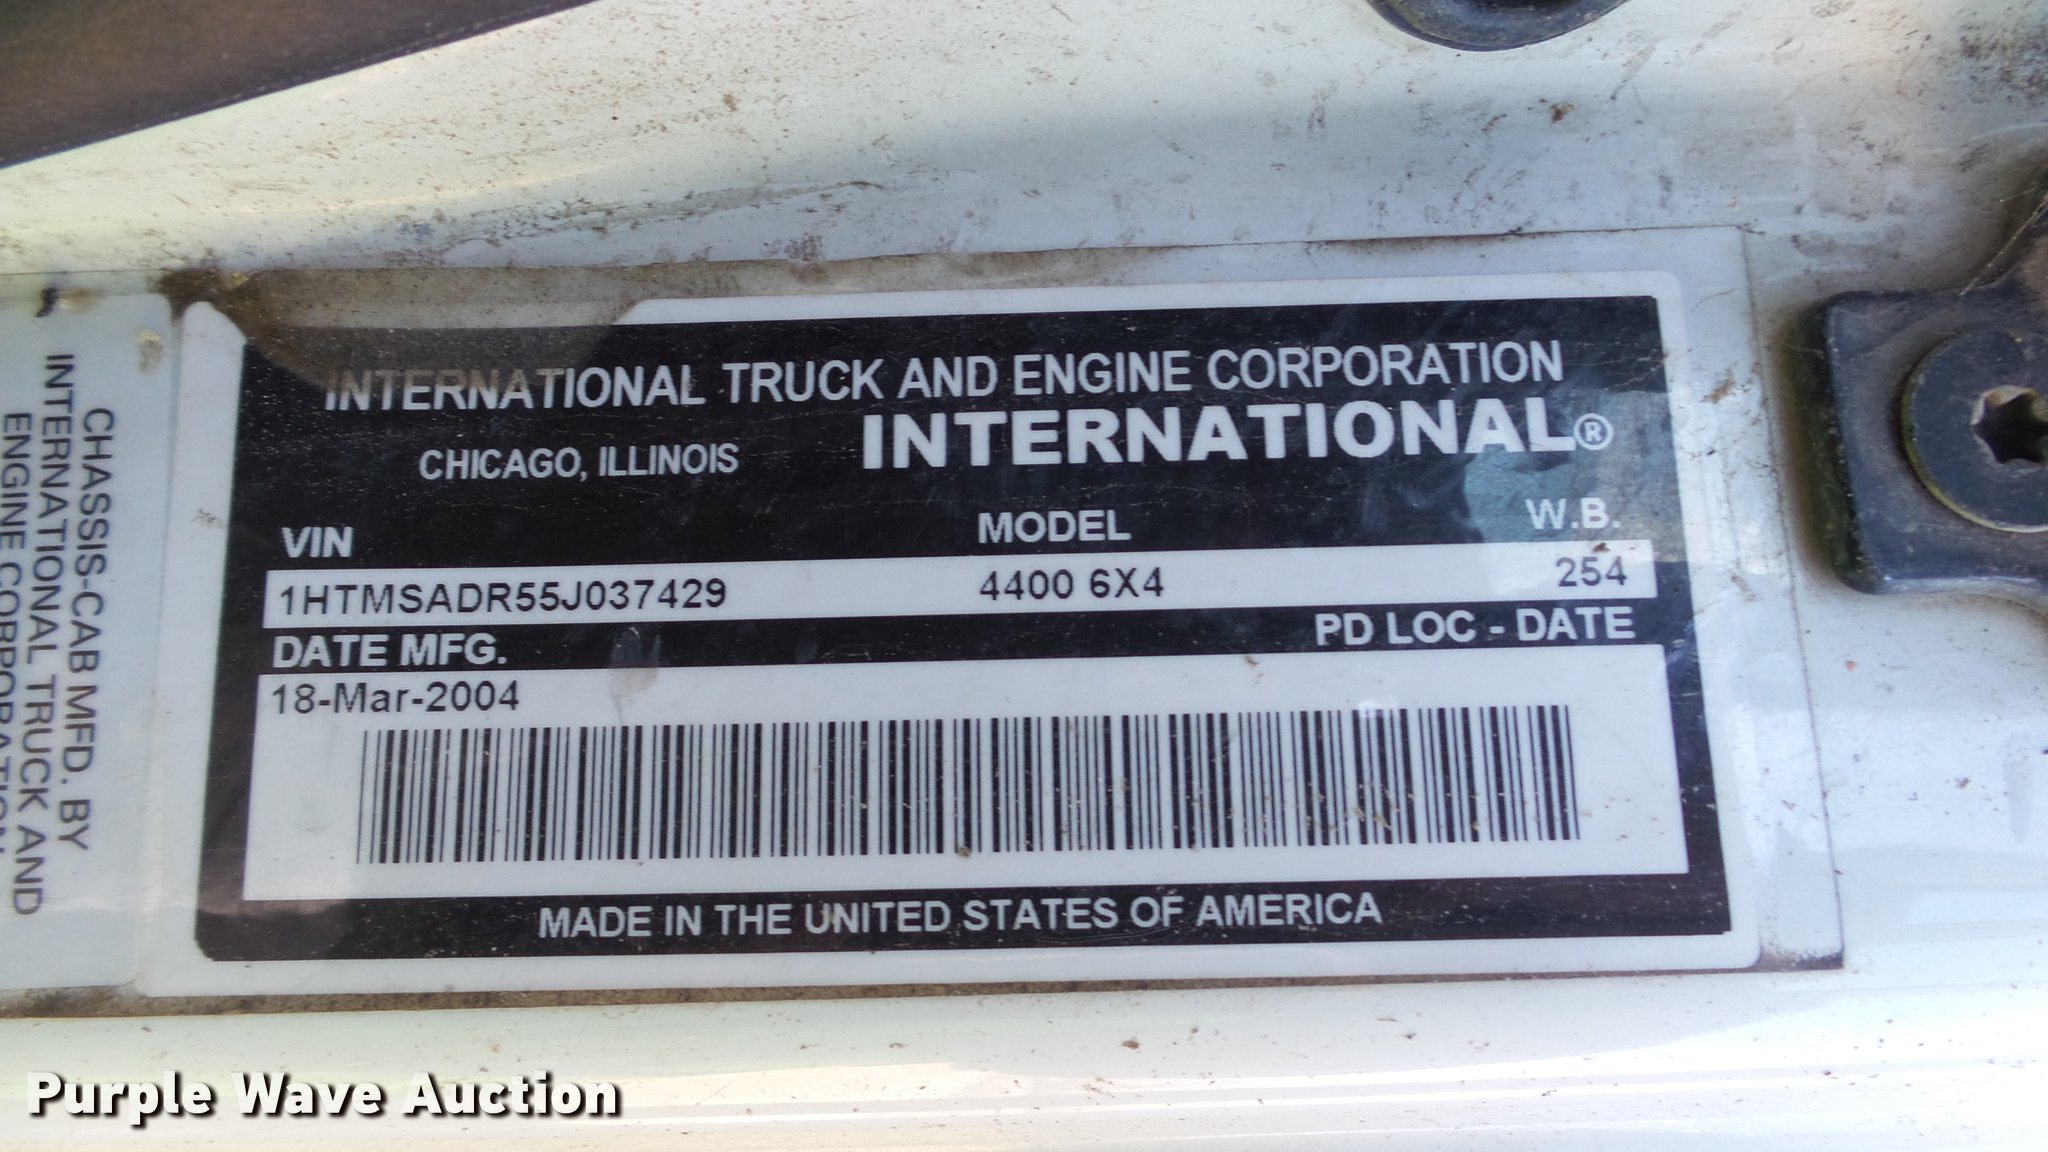 INTERNATIONAL TRUCK AND ENGINE CORPORATION
CHICAGO, ILLINOIS
INTERNATIONAL®
VIN MODEL W.B.
1HTMSADR55J037429 4400 6X4 254
DATE MFG. PD LOC - DATE
18-Mar-2004
MADE IN THE UNITED STATES OF AMERICA
CHASSIS-CAB MFD. BY
INTERNATIONAL TRUCK AND
ENGINE CORPORATION
Purple Wave Auction